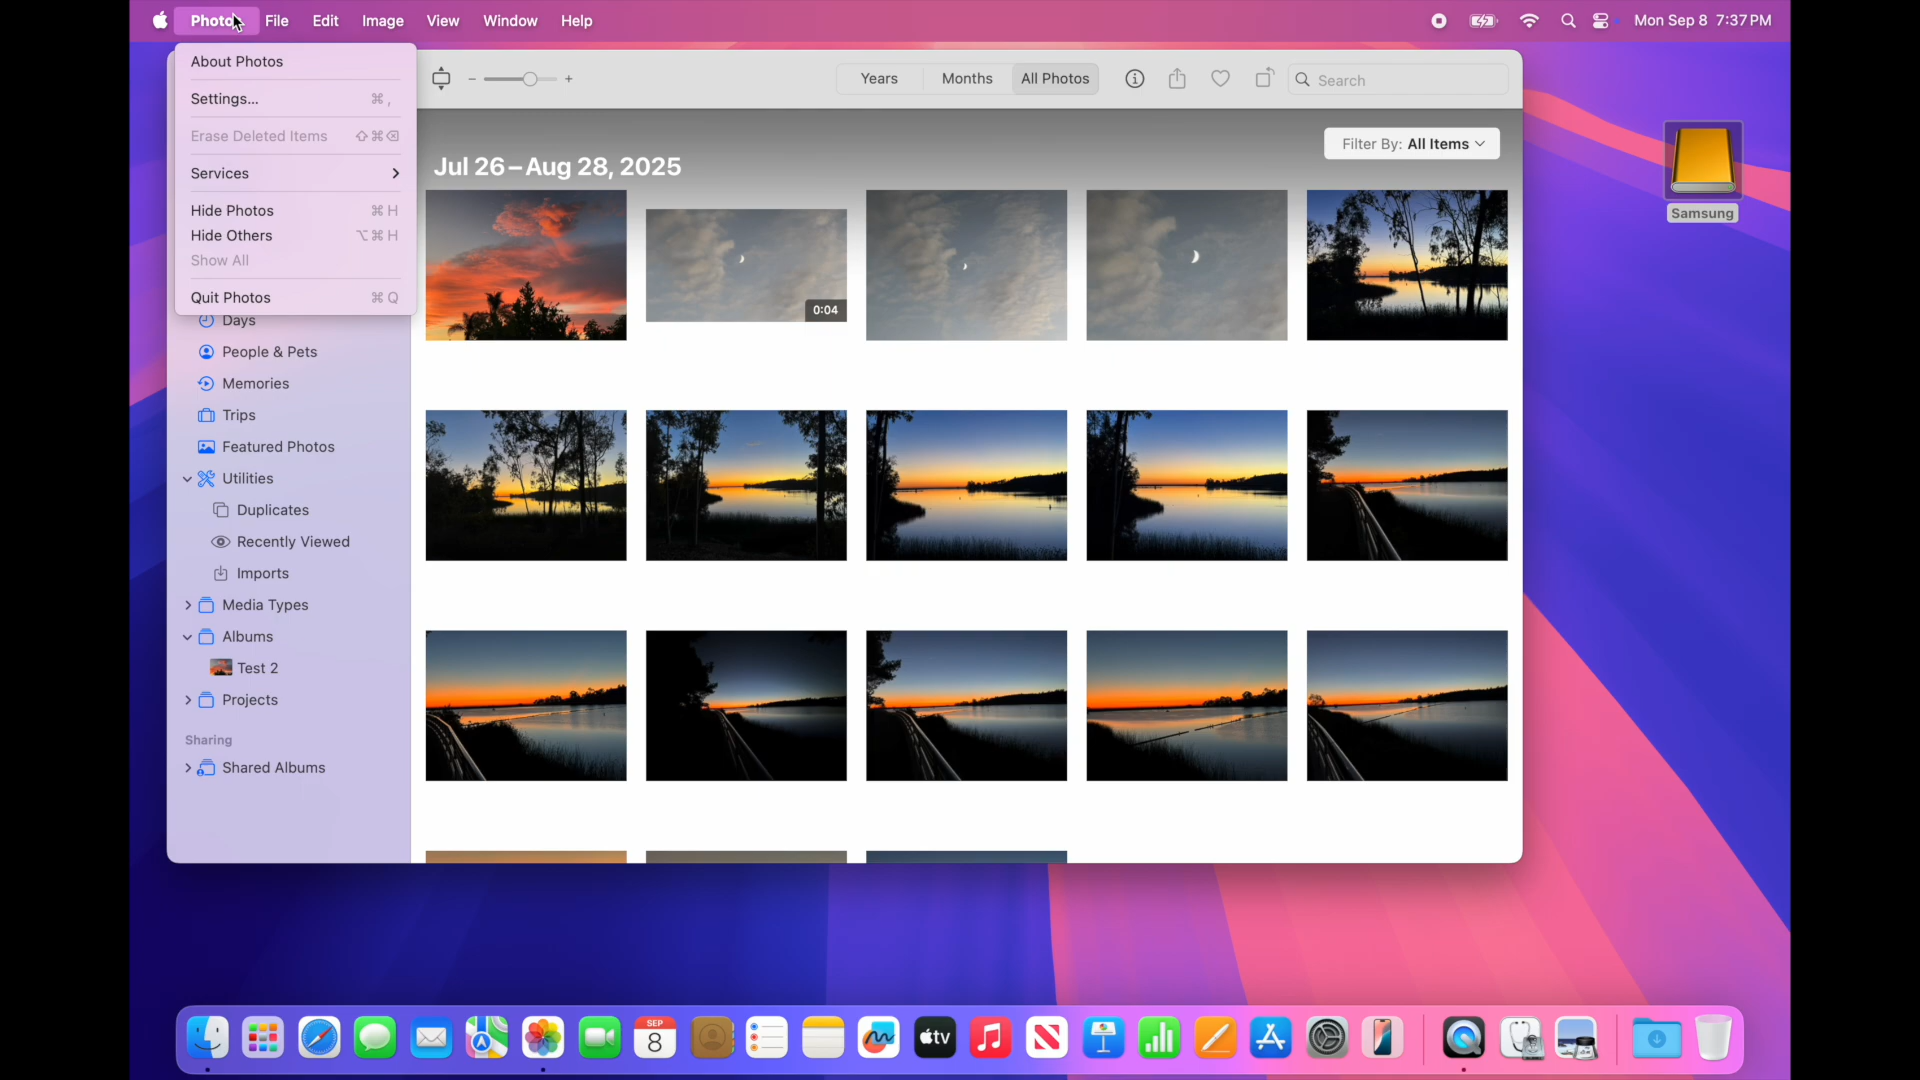 Photos File Edit Image View Window Help
Mon Sep 8 7:37 PM
About Photos
Settings... ⌘ ,
Erase Deleted Items ⇧⌘⌫
Services
Hide Photos ⌘ H
Hide Others ⌥⌘ H
Show All
Quit Photos ⌘ Q
Years Months All Photos
Search
Filter By: All Items
Jul 26 – Aug 28, 2025
0:04
Days
People & Pets
Memories
Trips
Featured Photos
Utilities
Duplicates
Recently Viewed
Imports
Media Types
Albums
Test 2
Projects
Sharing
Shared Albums
Samsung
SEP
8
tv